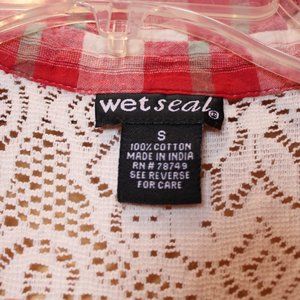 wet seal ®
S
100% COTTON
MADE IN INDIA
RN # 78749
SEE REVERSE
FOR CARE